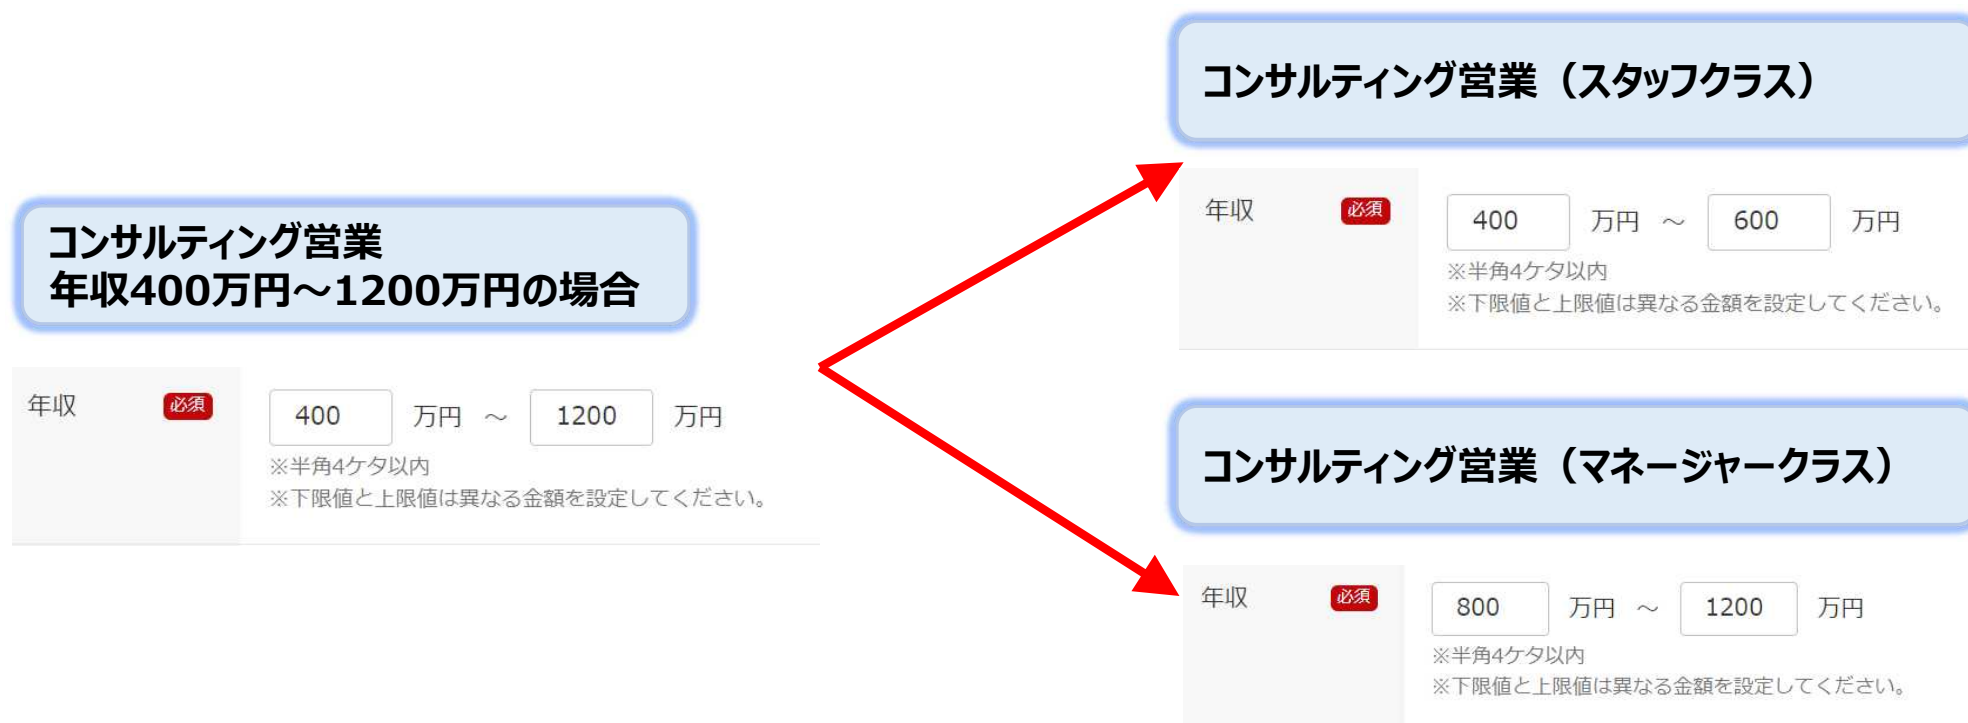 コンサルティング営業
年収400万円～1200万円の場合
年収 必須 400 万円 ～ 1200 万円
※半角4ケタ以内
※下限値と上限値は異なる金額を設定してください。
コンサルティング営業（スタッフクラス）
年収 必須 400 万円 ～ 600 万円
※半角4ケタ以内
※下限値と上限値は異なる金額を設定してください。
コンサルティング営業（マネージャークラス）
年収 必須 800 万円 ～ 1200 万円
※半角4ケタ以内
※下限値と上限値は異なる金額を設定してください。